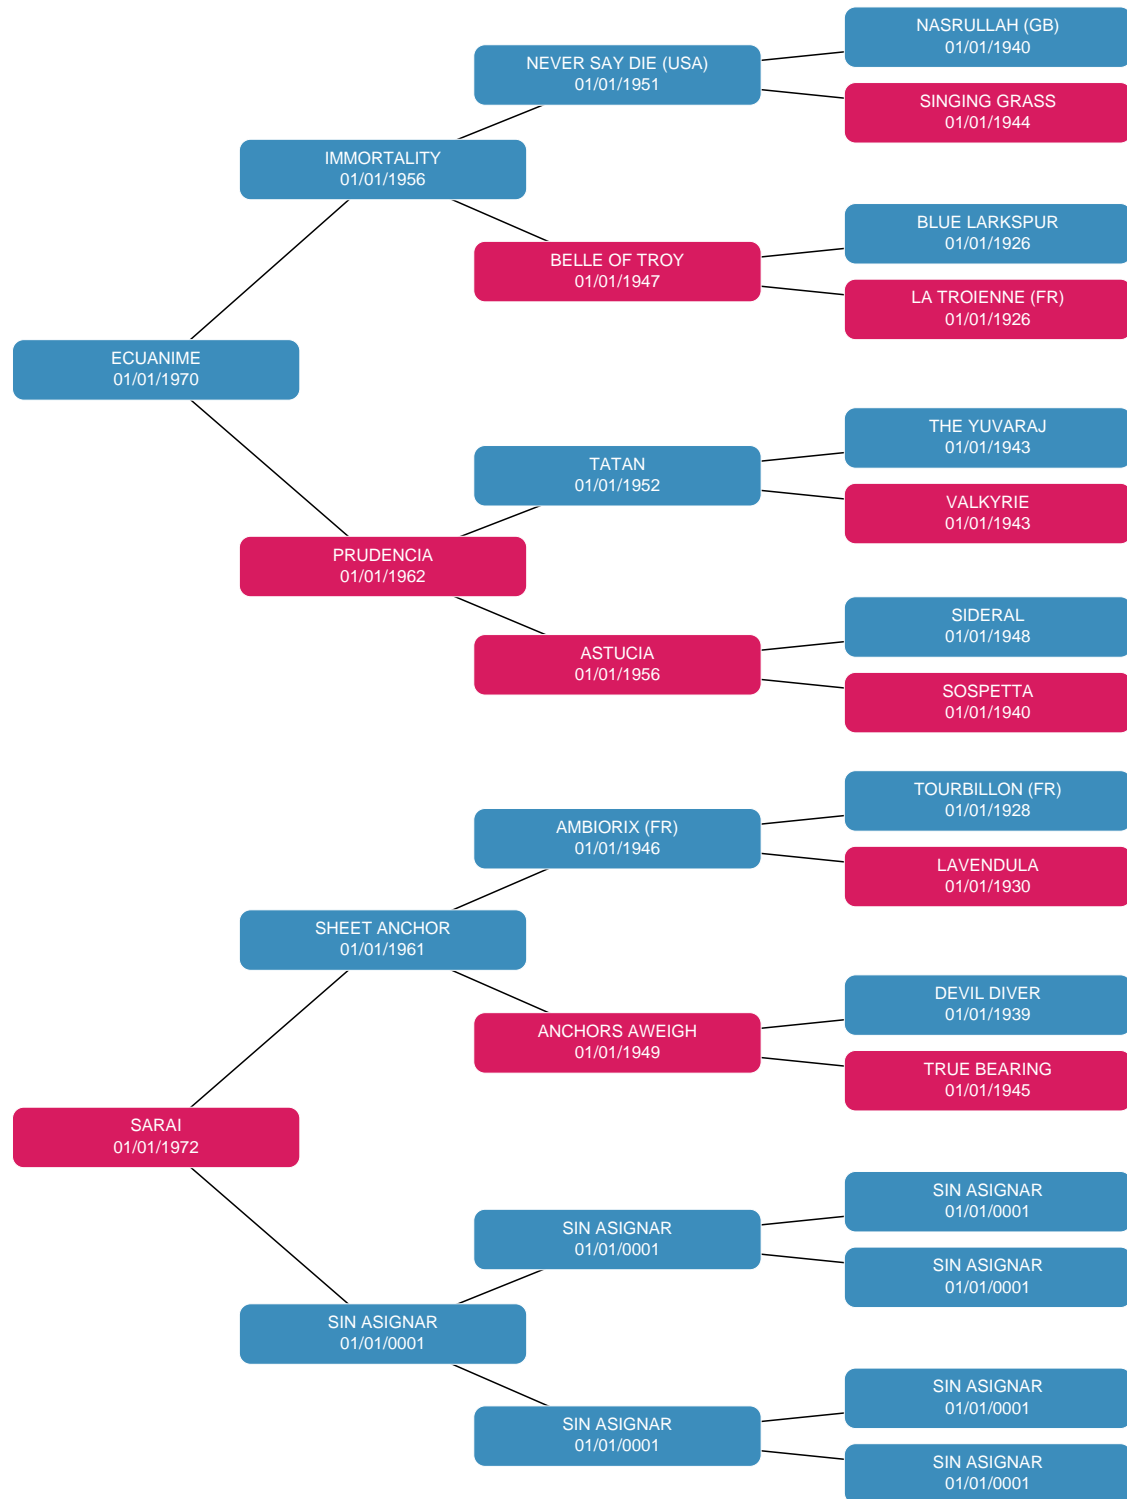 NASRULLAH (GB)
01/01/1940
NEVER SAY DIE (USA)
01/01/1951
SINGING GRASS
01/01/1944
IMMORTALITY
01/01/1956
BLUE LARKSPUR
01/01/1926
BELLE OF TROY
01/01/1947
LA TROIENNE (FR)
01/01/1926
ECUANIME
01/01/1970
THE YUVARAJ
01/01/1943
TATAN
01/01/1952
VALKYRIE
01/01/1943
PRUDENCIA
01/01/1962
SIDERAL
01/01/1948
ASTUCIA
01/01/1956
SOSPETTA
01/01/1940
TOURBILLON (FR)
01/01/1928
AMBIORIX (FR)
01/01/1946
LAVENDULA
01/01/1930
SHEET ANCHOR
01/01/1961
DEVIL DIVER
01/01/1939
ANCHORS AWEIGH
01/01/1949
TRUE BEARING
01/01/1945
SARAI
01/01/1972
SIN ASIGNAR
01/01/0001
SIN ASIGNAR
01/01/0001
SIN ASIGNAR
01/01/0001
SIN ASIGNAR
01/01/0001
SIN ASIGNAR
01/01/0001
SIN ASIGNAR
01/01/0001
SIN ASIGNAR
01/01/0001